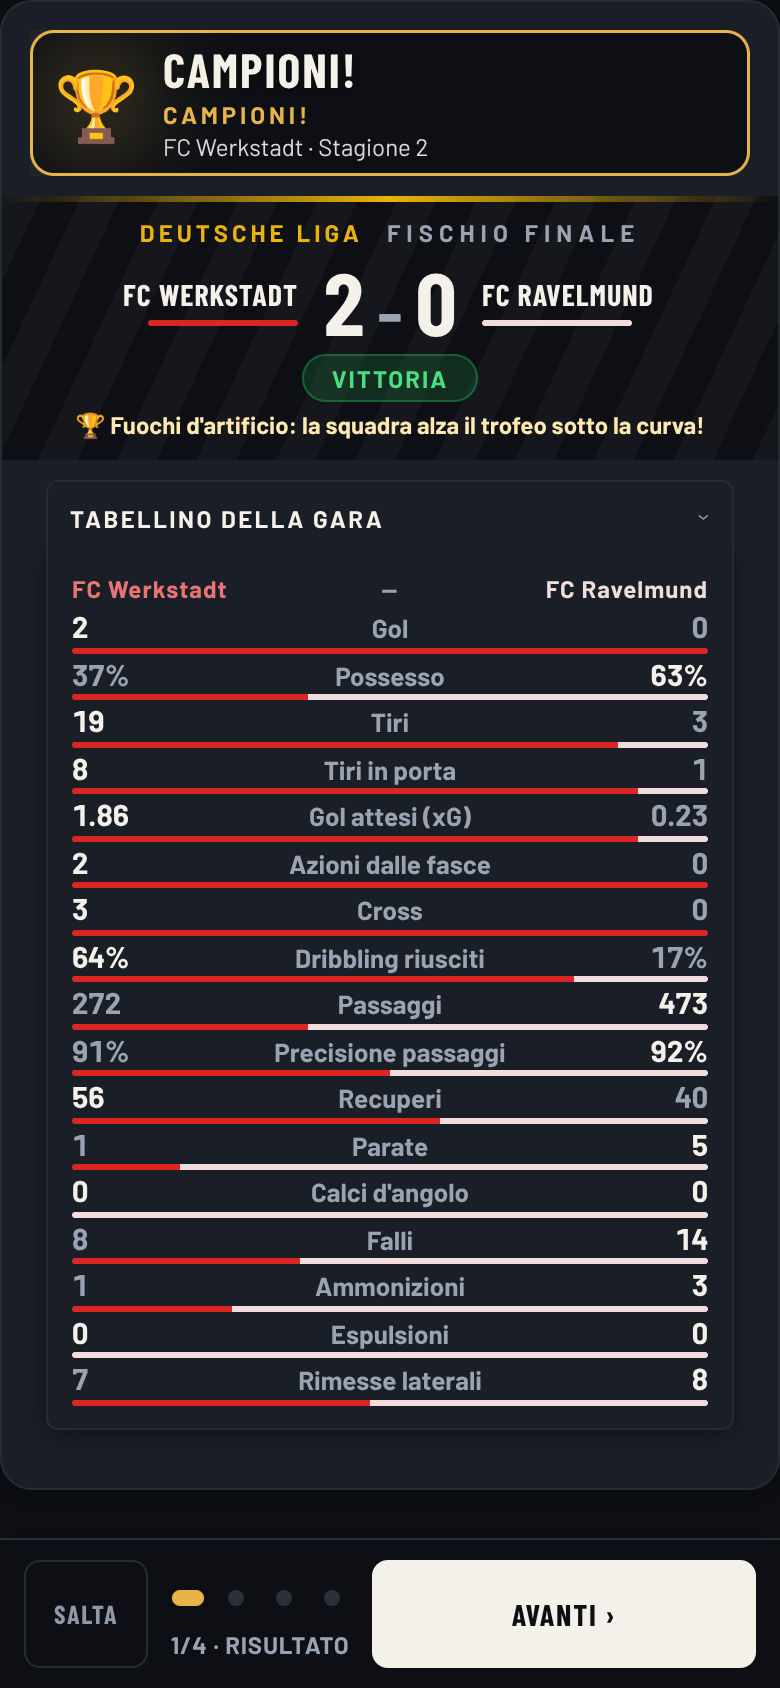 CAMPIONI!
CAMPIONI!
FC Werkstadt · Stagione 2
DEUTSCHE LIGA FISCHIO FINALE
FC WERKSTADT 2 - 0 FC RAVELMUND
VITTORIA
🏆 Fuochi d'artificio: la squadra alza il trofeo sotto la curva!
TABELLINO DELLA GARA
FC Werkstadt – FC Ravelmund
2 Gol 0
37% Possesso 63%
19 Tiri 3
8 Tiri in porta 1
1.86 Gol attesi (xG) 0.23
2 Azioni dalle fasce 0
3 Cross 0
64% Dribbling riusciti 17%
272 Passaggi 473
91% Precisione passaggi 92%
56 Recuperi 40
1 Parate 5
0 Calci d'angolo 0
8 Falli 14
1 Ammonizioni 3
0 Espulsioni 0
7 Rimesse laterali 8
SALTA
1/4 · RISULTATO
AVANTI ›